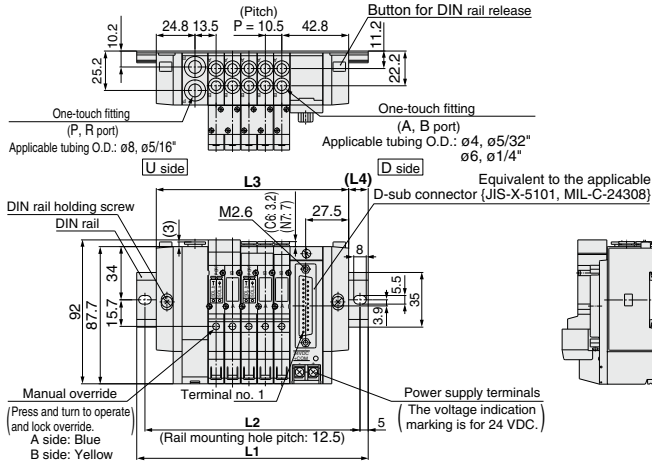 (Pitch)
24.8 13.5 P = 10.5 42.8
Button for DIN rail release
10.2
25.2
11.2
22.2
One-touch fitting
(P, R port)
Applicable tubing O.D.: ø8, ø5/16"
One-touch fitting
(A, B port)
Applicable tubing O.D.: ø4, ø5/32"
ø6, ø1/4"
U side
D side
L3
(L4)
Equivalent to the applicable
D-sub connector {JIS-X-5101, MIL-C-24308}
DIN rail holding screw
DIN rail
(3)
M2.6
(C6: 3.2)
(N7: 7)
27.5
8
92
87.7
34
15.7
5.5
3.9
35
Manual override
(Press and turn to operate
and lock override.)
A side: Blue
B side: Yellow
Terminal no. 1
Power supply terminals
(The voltage indication
marking is for 24 VDC.)
L2
5
(Rail mounting hole pitch: 12.5)
L1